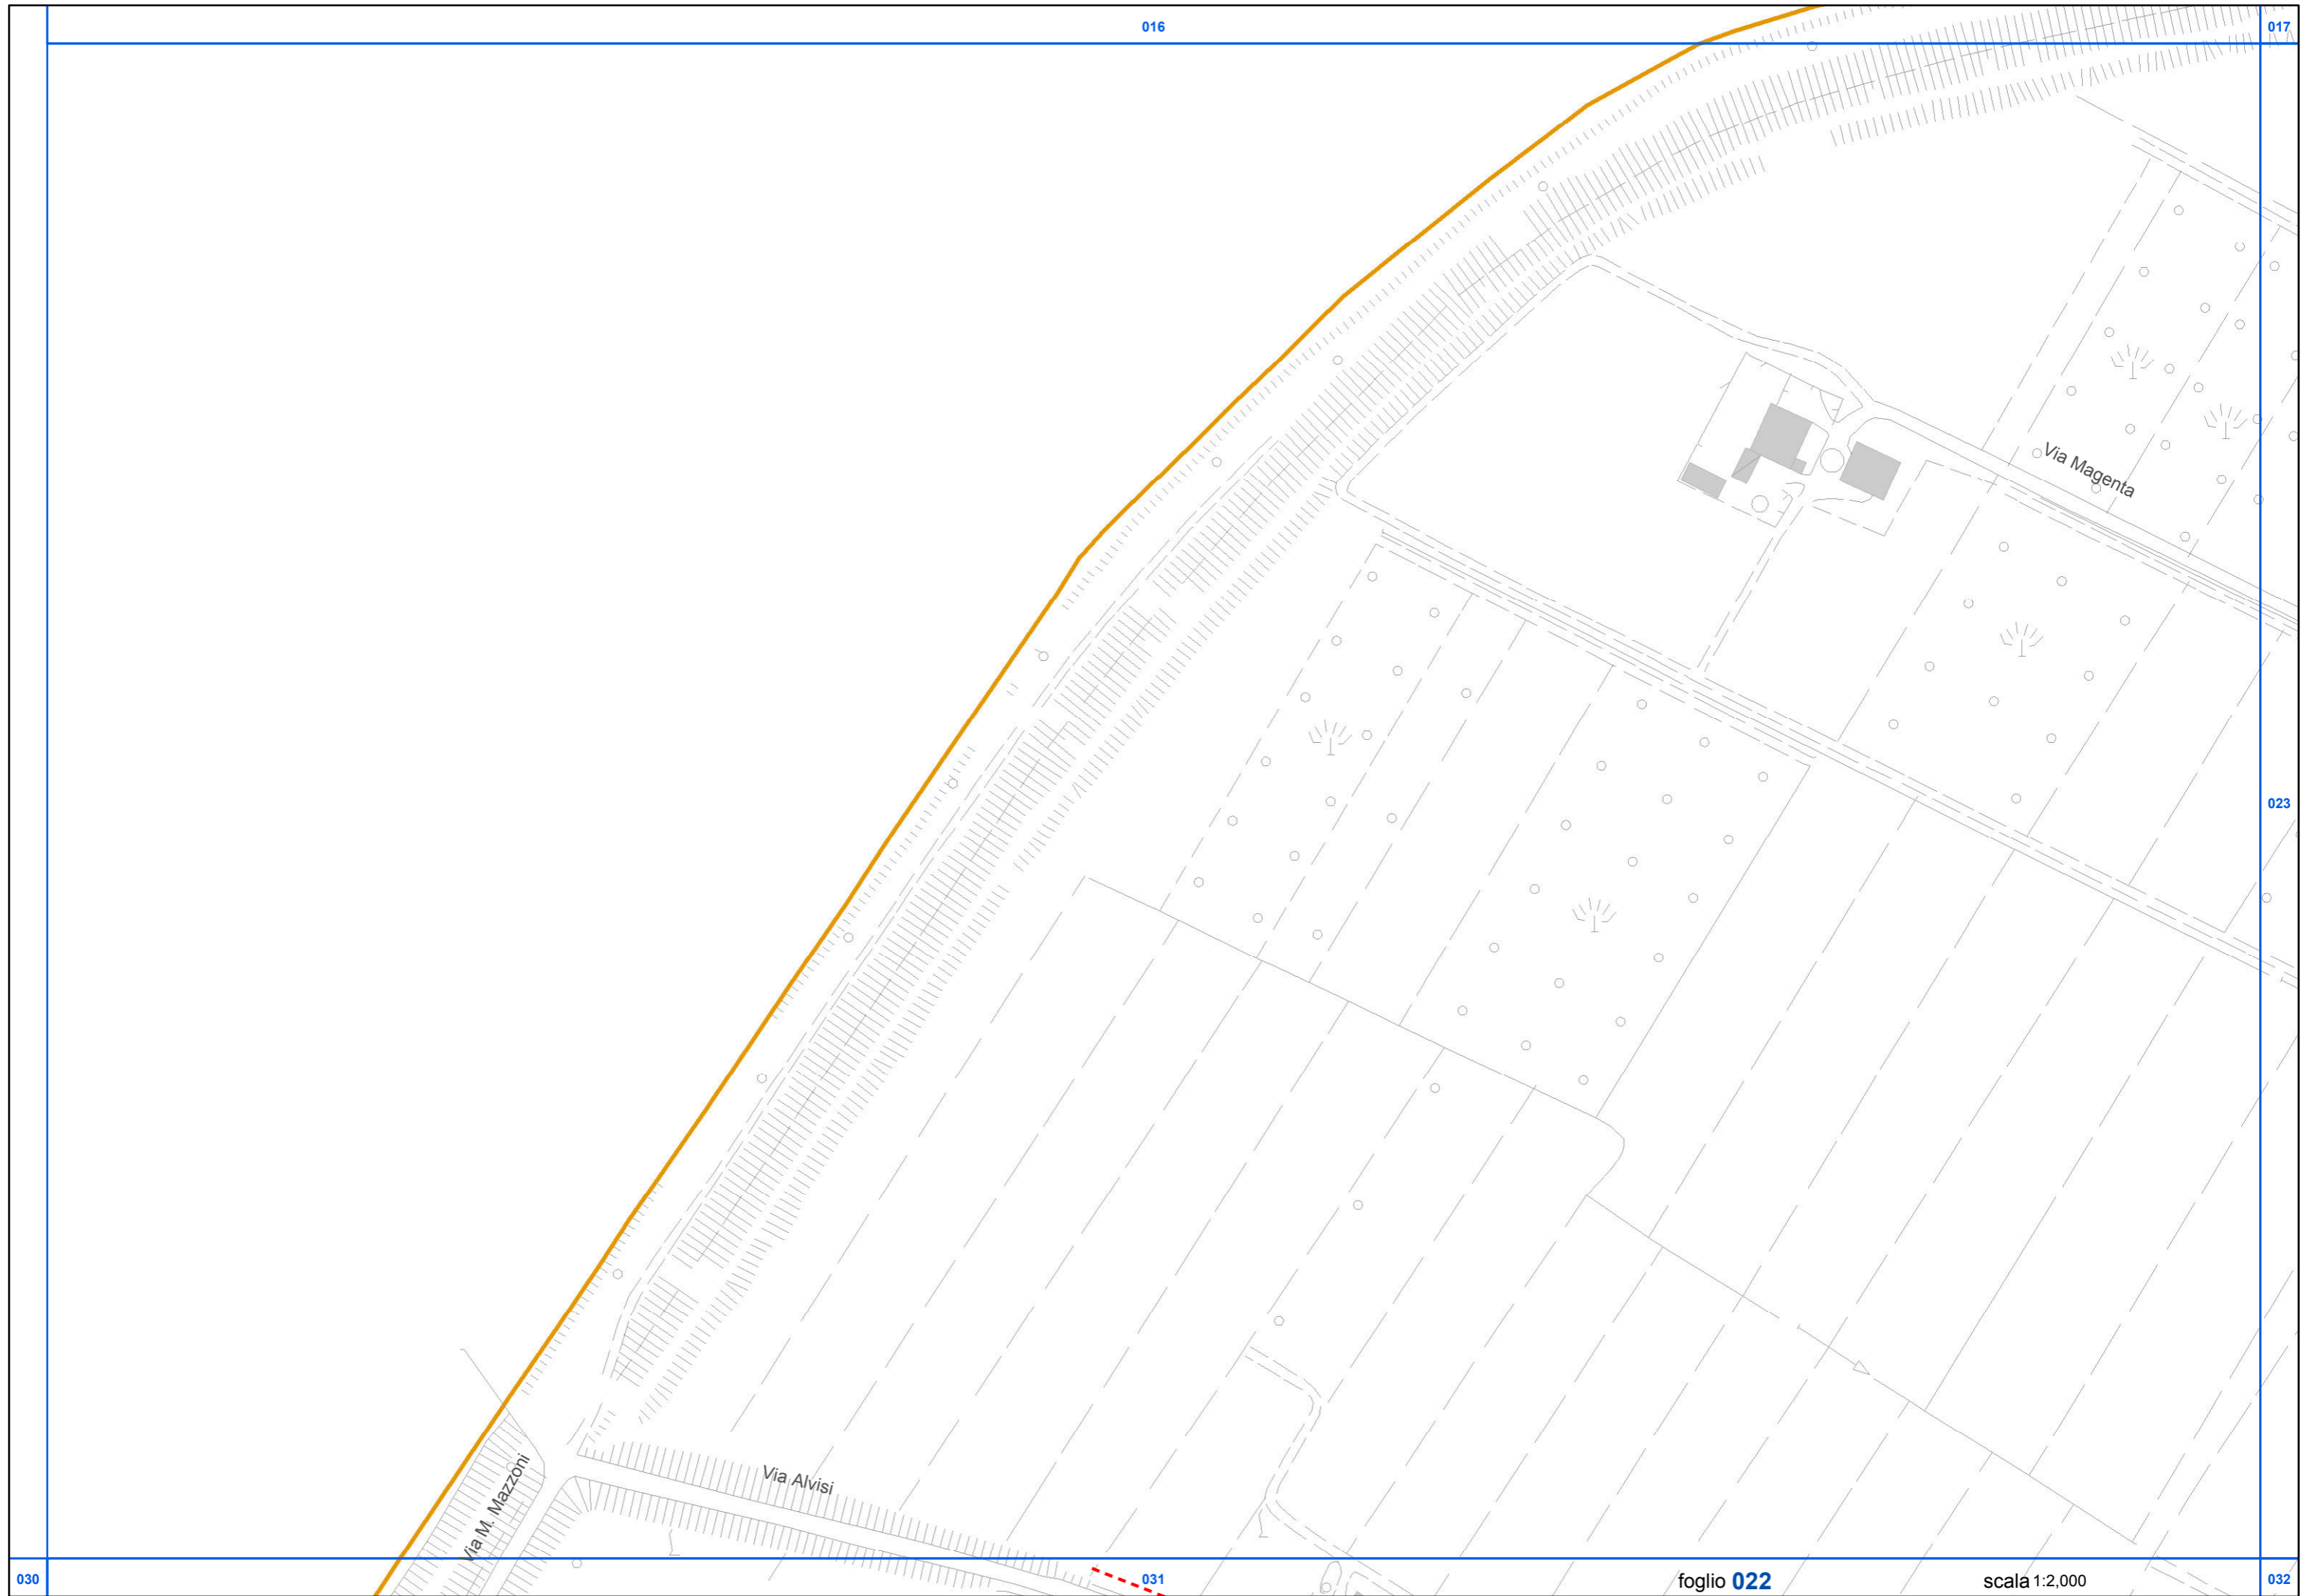 016
017
Via Magenta
023
Via Alvisi
Via M. Mazzoni
030
031
foglio 022
scala 1:2,000
032